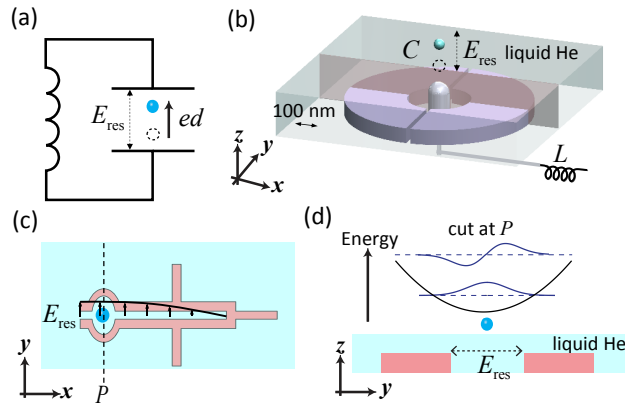 (a)
E_res
ed
(b)
C
E_res
liquid He
100 nm
z
y
x
L
(c)
E_res
y
x
P
(d)
cut at P
Energy
liquid He
E_res
z
y